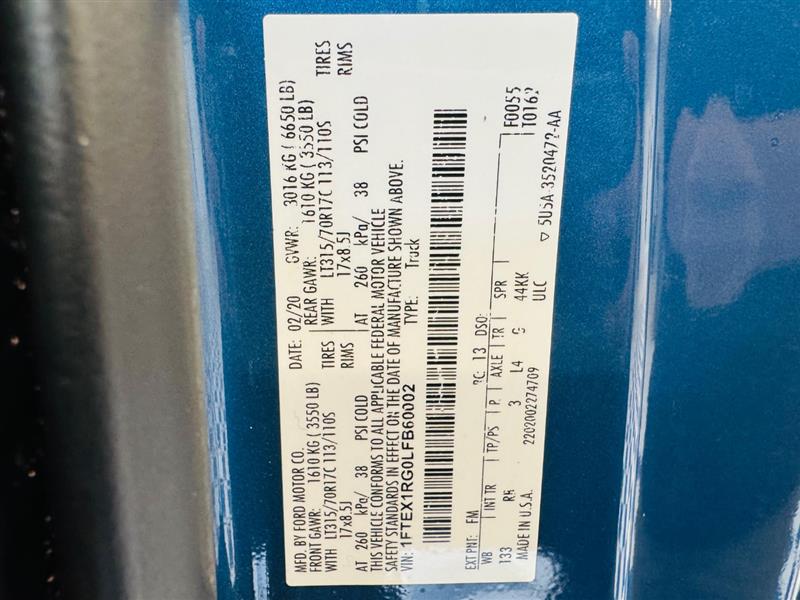 MFD. BY FORD MOTOR CO. DATE: 02/20 GVWR: 3016 KG ( 6650 LB)
FRONT GAWR: 1610 KG (3550 LB) REAR GAWR: 1610 KG ( 3550 LB)
WITH LT315/70R17C 113/110S WITH LT315/70R17C 113/110S TIRES
17x8.5J RIMS 17x8.5J RIMS
AT 260 kPa/ 38 PSI COLD AT 260 kPa/ 38 PSI COLD
THIS VEHICLE CONFORMS TO ALL APPLICABLE FEDERAL MOTOR VEHICLE
SAFETY STANDARDS IN EFFECT ON THE DATE OF MANUFACTURE SHOWN ABOVE.
VIN: 1FTEX1RG0LFB60002 TYPE: Truck
EXT PNT: FM RC: 13 DSO: F0055
WB INT TR TP/PS R AXLE TR SPR T0162
133 3 L4 44KK
MADE IN U.S.A. 2202002274709 ULC
5U5A-3520472-AA